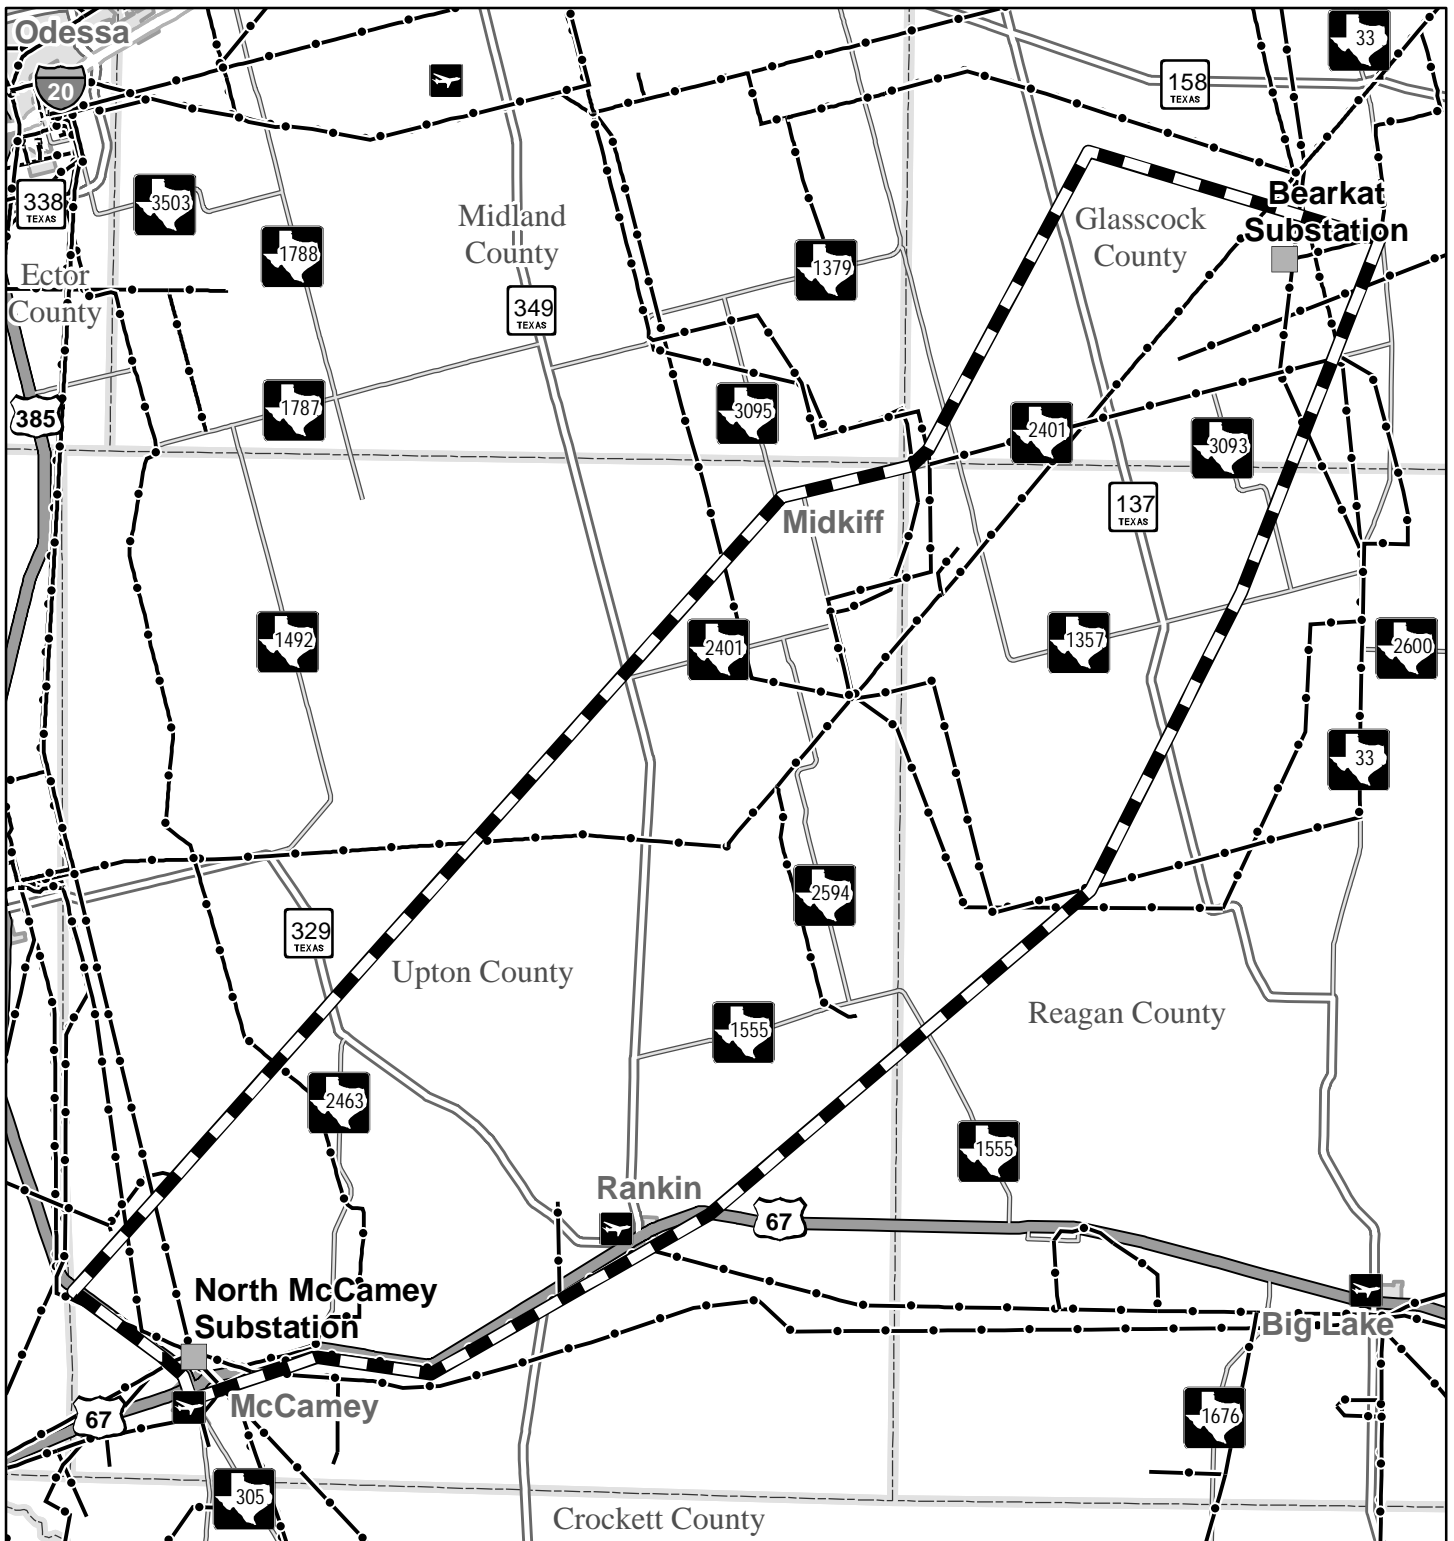 Odessa
20
33
158
TEXAS
338
TEXAS
3503
Midland
County
Glasscock
County
Bearkat
Substation
1788
1379
Ector
County
349
TEXAS
385
1787
3095
2401
3093
137
TEXAS
Midkiff
1492
2401
1357
2600
33
2594
329
TEXAS
Upton County
Reagan County
1555
2463
1555
Rankin
67
North McCamey
Substation
Big Lake
67
McCamey
1676
305
Crockett County